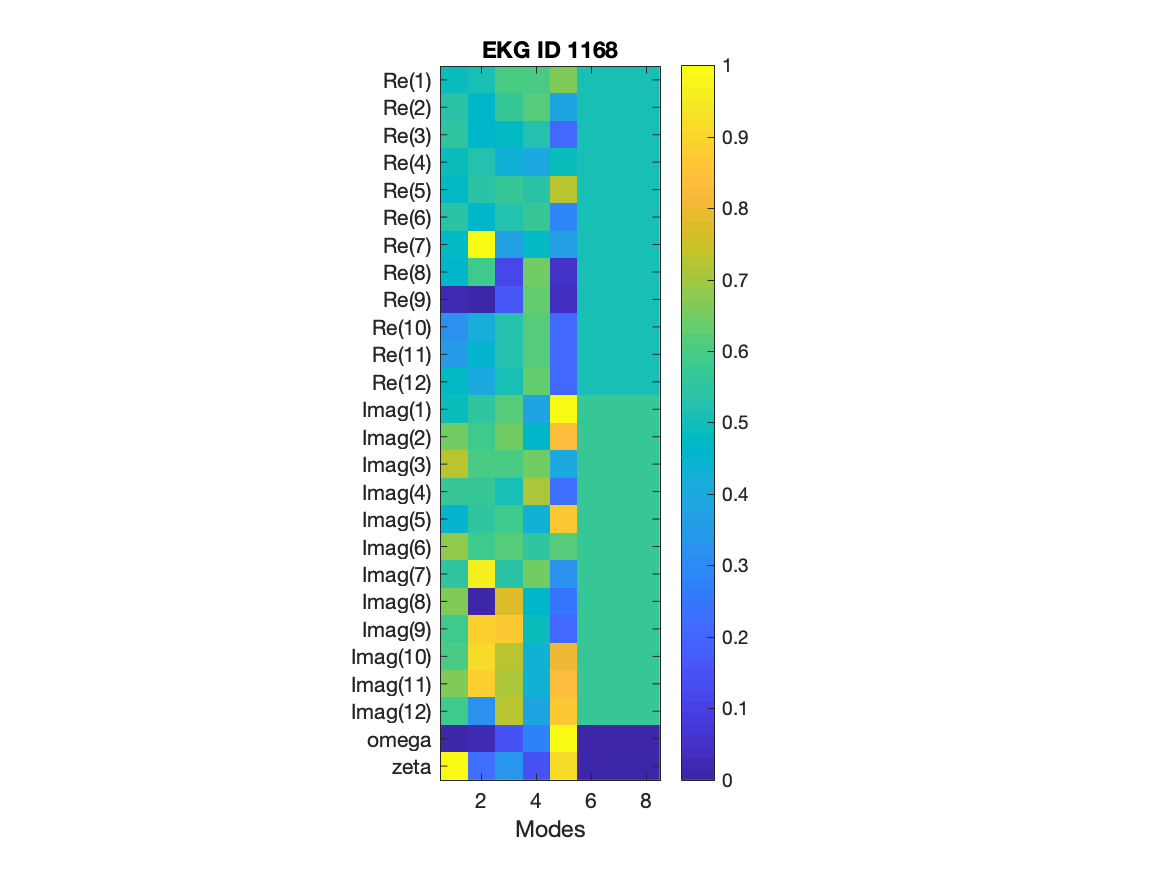 EKG ID 1168
Re(1)
Re(2)
Re(3)
Re(4)
Re(5)
Re(6)
Re(7)
Re(8)
Re(9)
Re(10)
Re(11)
Re(12)
Imag(1)
Imag(2)
Imag(3)
Imag(4)
Imag(5)
Imag(6)
Imag(7)
Imag(8)
Imag(9)
Imag(10)
Imag(11)
Imag(12)
omega
zeta
2 4 6 8
Modes
1
0.9
0.8
0.7
0.6
0.5
0.4
0.3
0.2
0.1
0